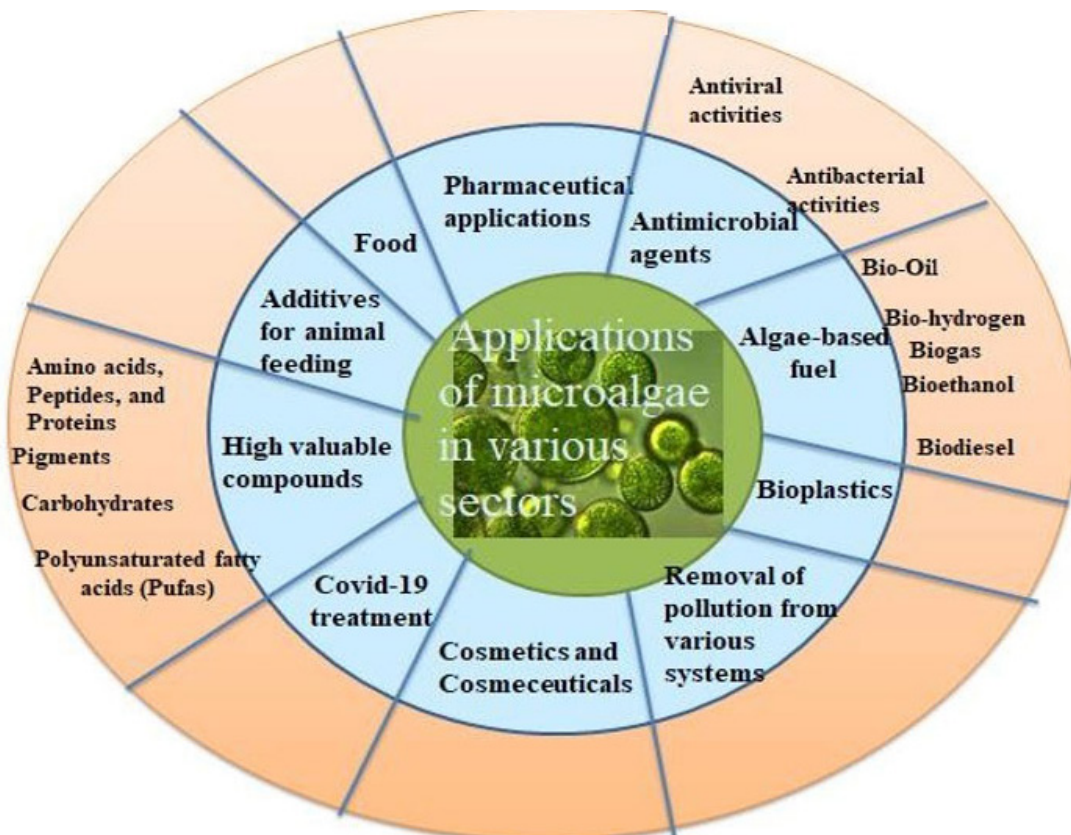 Applications
of microalgae
in various
sectors
Pharmaceutical
applications
Antimicrobial
agents
Antiviral
activities
Antibacterial
activities
Algae-based
fuel
Bio-Oil
Bio-hydrogen
Biogas
Bioethanol
Biodiesel
Bioplastics
Removal of
pollution from
various
systems
Cosmetics and
Cosmeceuticals
Covid-19
treatment
High valuable
compounds
Amino acids,
Peptides, and
Proteins
Pigments
Carbohydrates
Polyunsaturated fatty
acids (Pufas)
Additives
for animal
feeding
Food